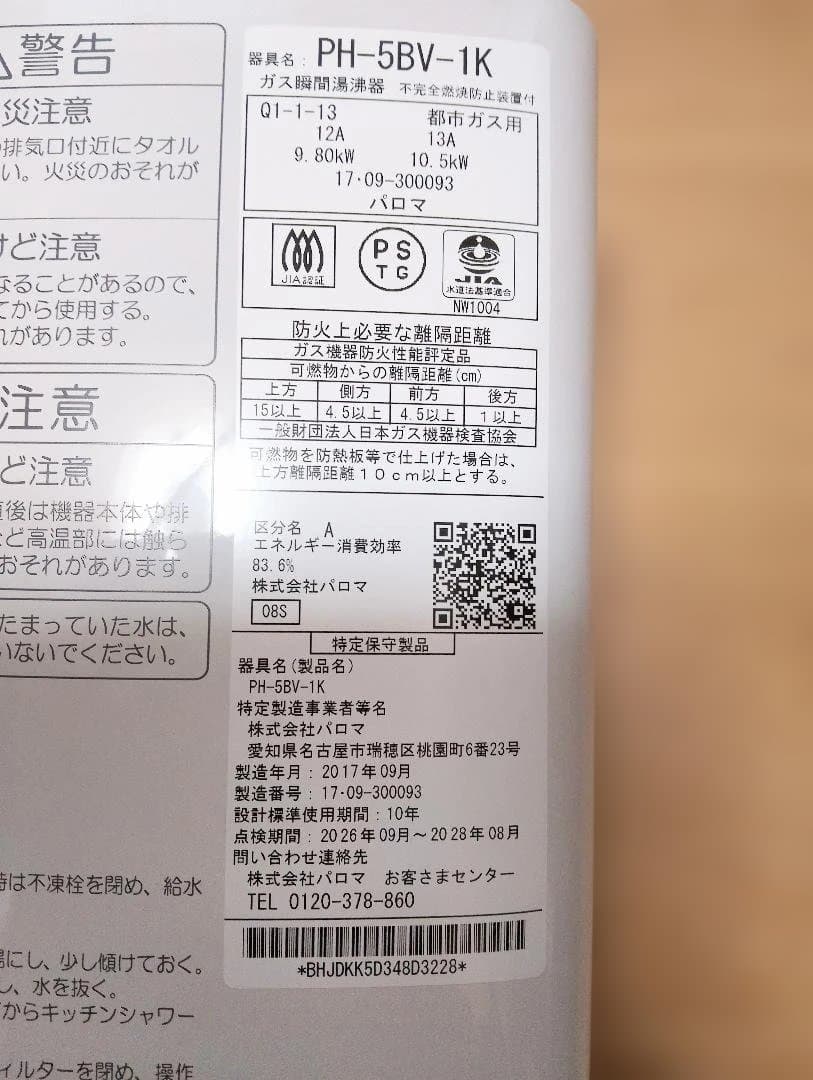 警告
災注意
排気口付近にタオル
い。火災のおそれが
けど注意
なることがあるので、
てから使用する。
れがあります。
注意
ど注意
直後は機器本体や排
など高温部には触ら
おそれがあります。
たまっていた水は、
いないでください。
時は不凍栓を閉め、給水
湯にし、少し傾けておく。
し、水を抜く。
からキッチンシャワー
ィルターを閉め、操作
器具名: PH-5BV-1K
ガス瞬間湯沸器 不完全燃焼防止装置付
Q1-1-13 都市ガス用
12A 13A
9.80kW 10.5kW
17・09-300093
パロマ
JIA認証
PS
TG
JIA
水道法基準適合
NW1004
防火上必要な離隔距離
ガス機器防火性能評定品
可燃物からの離隔距離(cm)
上方 側方 前方 後方
15以上 4.5以上 4.5以上 1以上
一般財団法人日本ガス機器検査協会
可燃物を防熱板等で仕上げた場合は、
上方離隔距離10cm以上とする。
区分名 A
エネルギー消費効率
83.6%
株式会社パロマ
08S
特定保守製品
器具名(製品名)
PH-5BV-1K
特定製造事業者等名
株式会社パロマ
愛知県名古屋市瑞穂区桃園町6番23号
製造年月: 2017年09月
製造番号: 17・09-300093
設計標準使用期間: 10年
点検期間: 2026年09月~2028年08月
問い合わせ連絡先
株式会社パロマ お客さまセンター
TEL 0120-378-860
*BHJDKK5D348D3228*